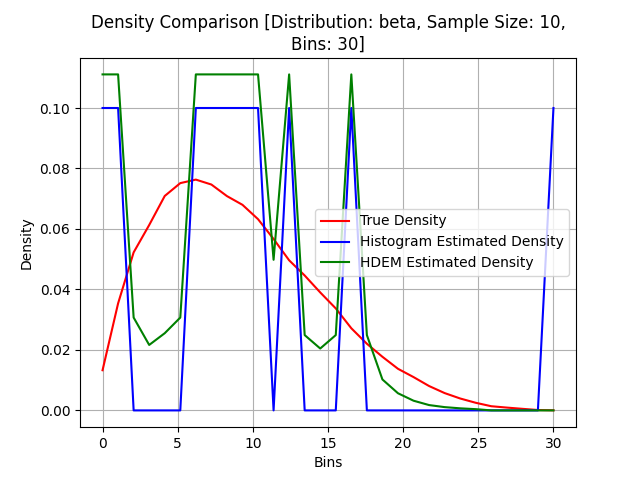 Density Comparison [Distribution: beta, Sample Size: 10,
Bins: 30]
Density
0.10
0.08
0.06
0.04
0.02
0.00
True Density
Histogram Estimated Density
HDEM Estimated Density
0 5 10 15 20 25 30
Bins